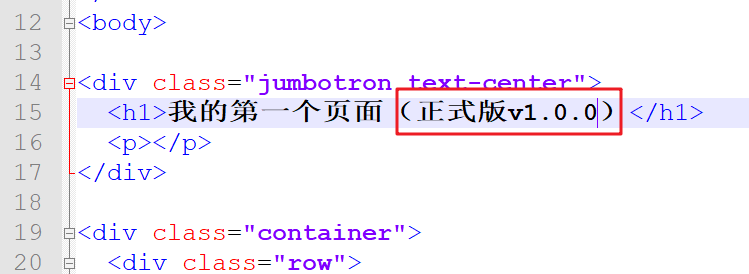 12 <body>
13
14 <div class="jumbotron text-center">
15 <h1>我的第一个页面（正式版v1.0.0）</h1>
16 <p></p>
17 </div>
18
19 <div class="container">
20 <div class="row">